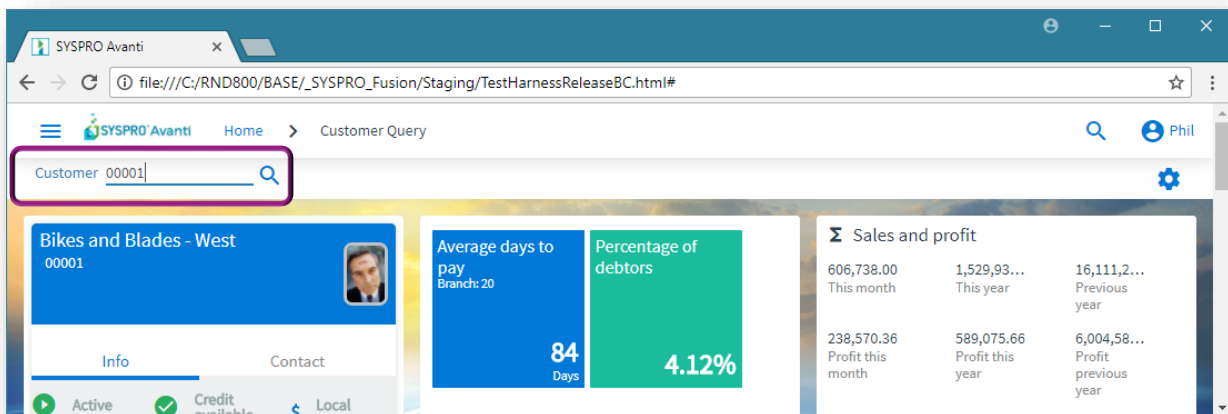 SYSPRO Avanti
file:///C:/RND800/BASE/_SYSPRO_Fusion/Staging/TestHarnessReleaseBC.html#
SYSPRO Avanti Home Customer Query Phil
Customer 00001
Bikes and Blades - West
00001
Info Contact
Active
Credit
available
Local
Average days to
pay
Branch: 20
84
Days
Percentage of
debtors
4.12%
Σ Sales and profit
606,738.00 1,529,93... 16,111,2...
This month This year Previous
year
238,570.36 589,075.66 6,004,58...
Profit this Profit this Profit
month year previous
year